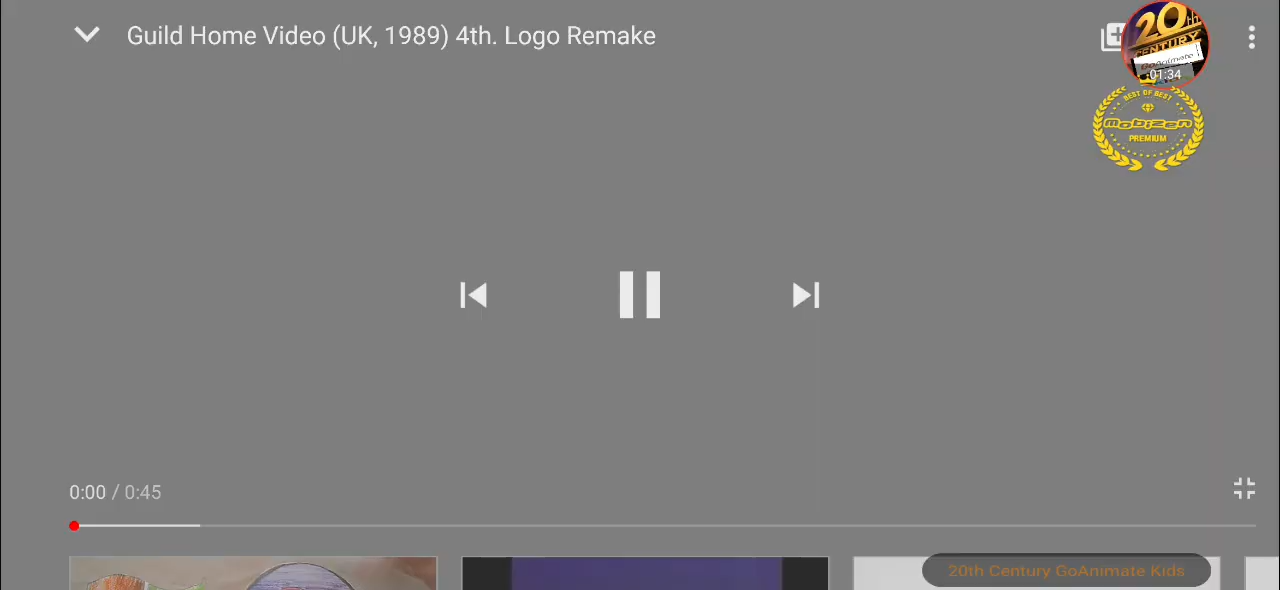 Guild Home Video (UK, 1989) 4th. Logo Remake
20th
CENTURY
GoAnimate
01:34
BEST OF BEST
mobizen
PREMIUM
0:00 / 0:45
20th Century GoAnimate Kids